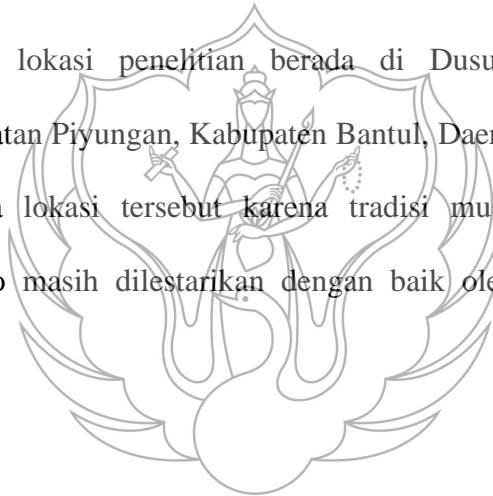 lokasi penelitian berada di Dusu
atan Piyungan, Kabupaten Bantul, Daer
lokasi tersebut karena tradisi mu
masih dilestarikan dengan baik ole